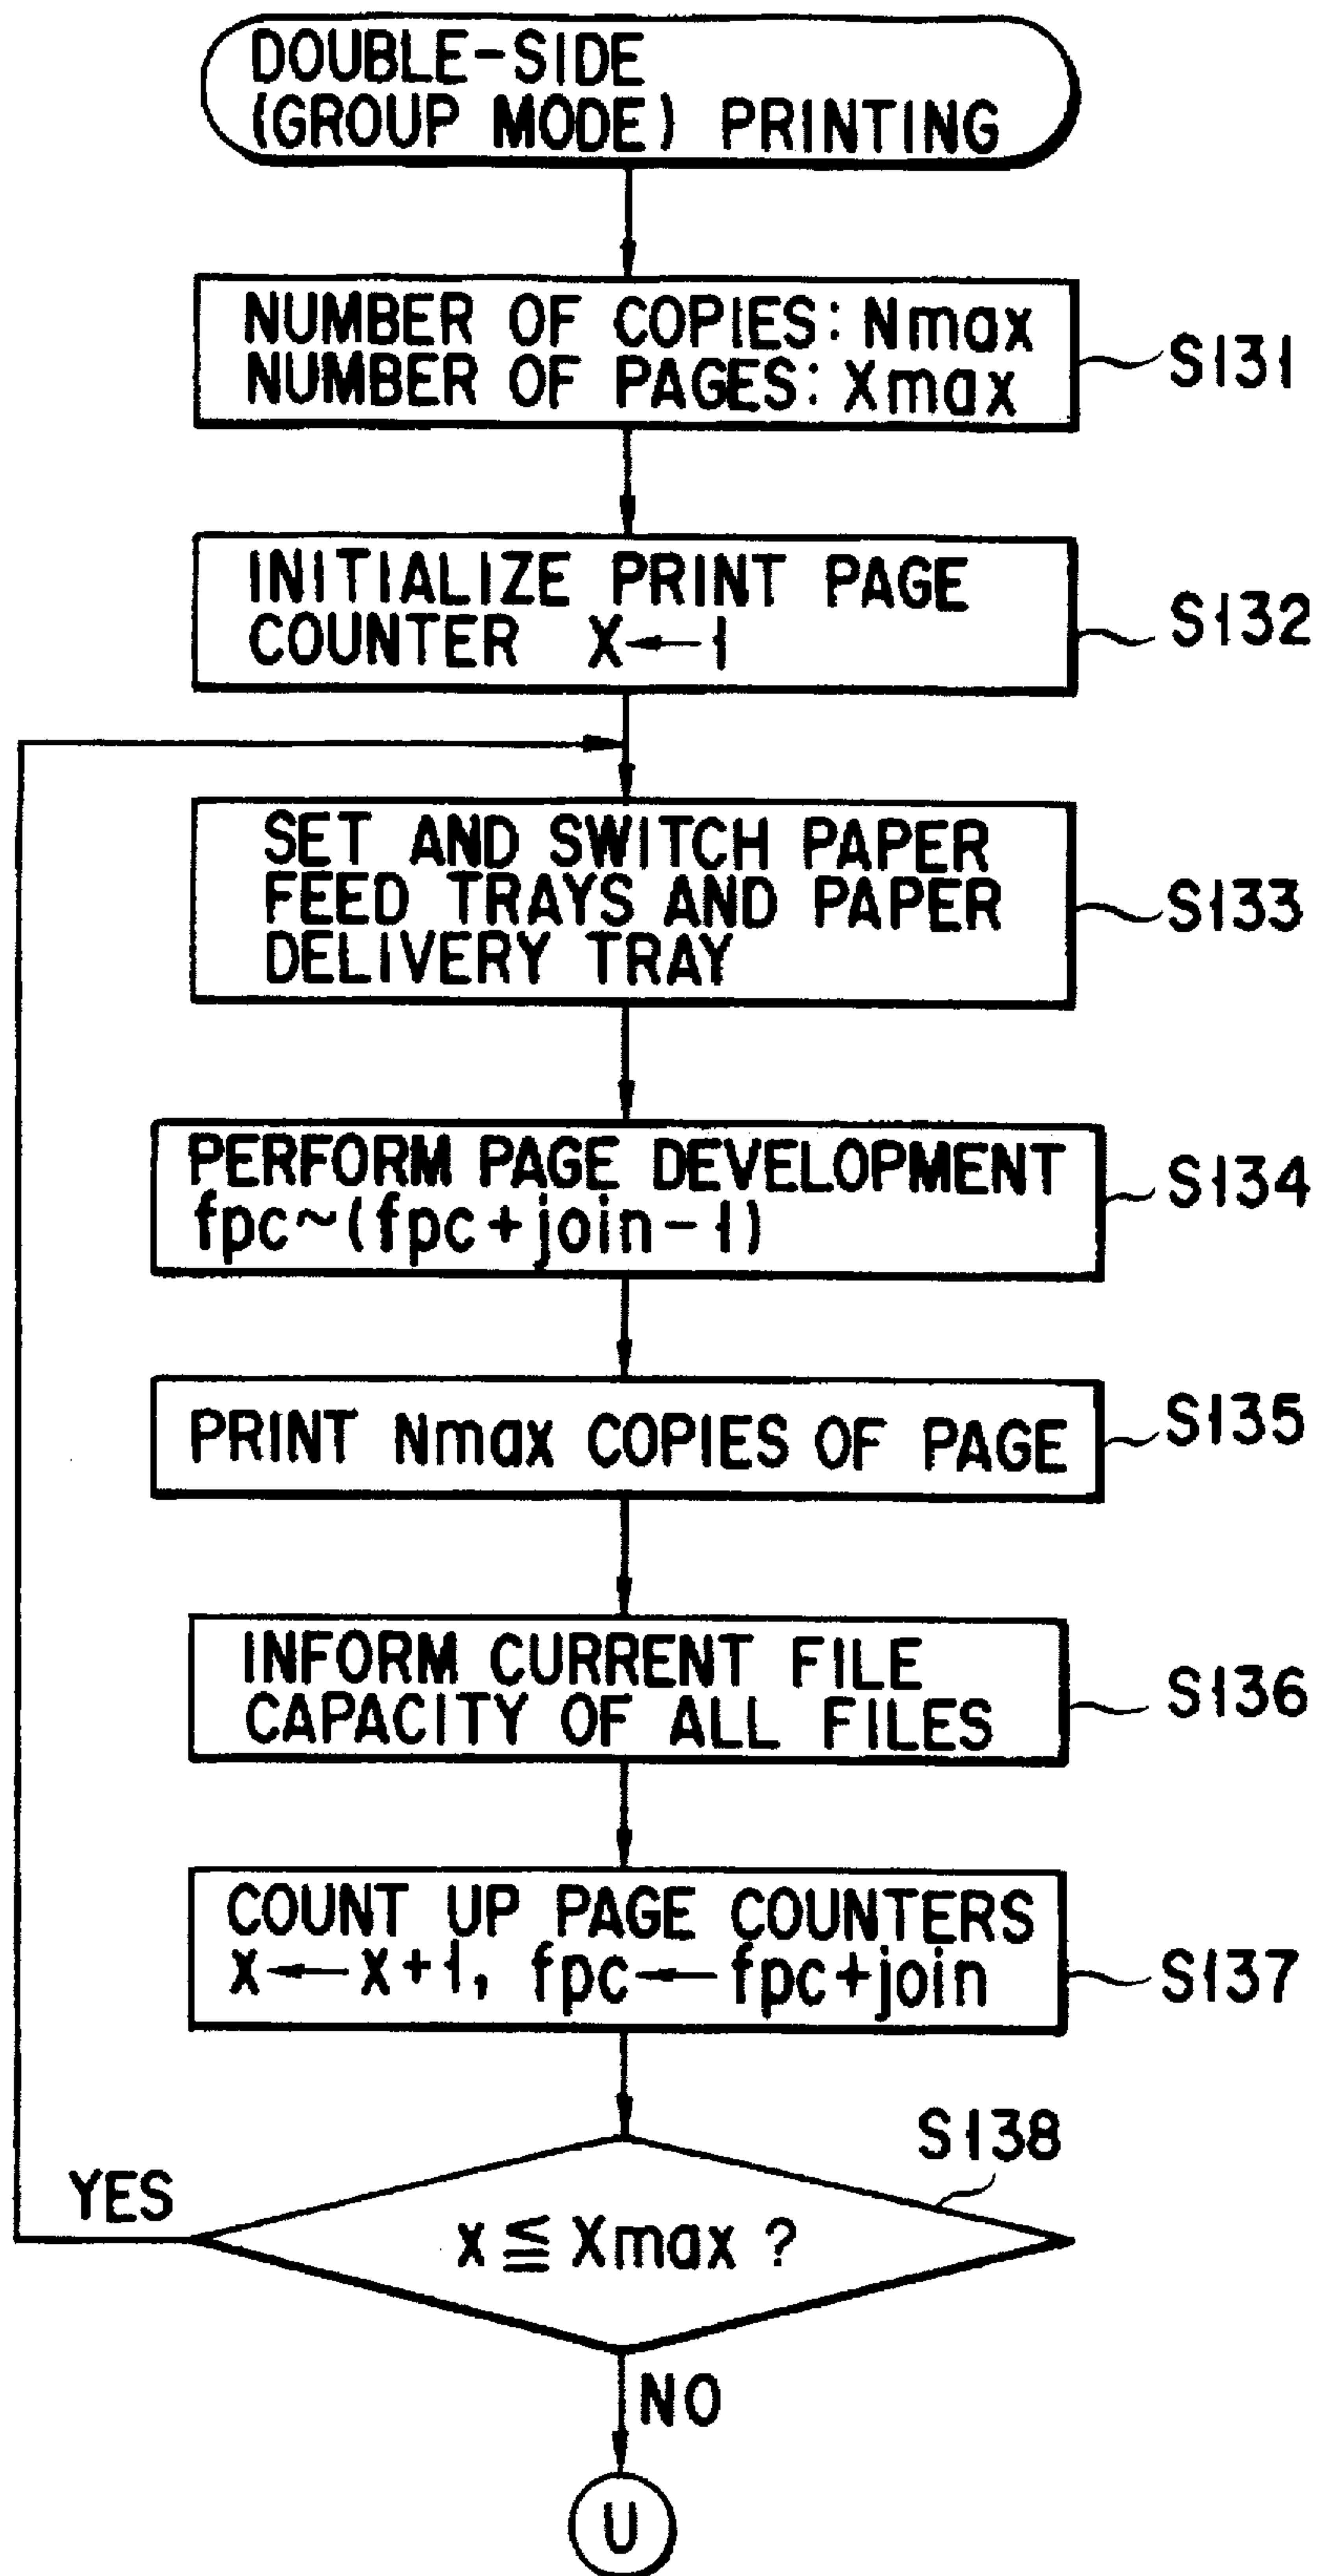 DOUBLE-SIDE
(GROUP MODE) PRINTING
NUMBER OF COPIES: Nmax
NUMBER OF PAGES: Xmax
S131
INITIALIZE PRINT PAGE
COUNTER X←1
S132
SET AND SWITCH PAPER
FEED TRAYS AND PAPER
DELIVERY TRAY
S133
PERFORM PAGE DEVELOPMENT
fpc~(fpc+join-1)
S134
PRINT Nmax COPIES OF PAGE
S135
INFORM CURRENT FILE
CAPACITY OF ALL FILES
S136
COUNT UP PAGE COUNTERS
x←x+1, fpc←fpc+join
S137
S138
YES
x≦Xmax ?
NO
U